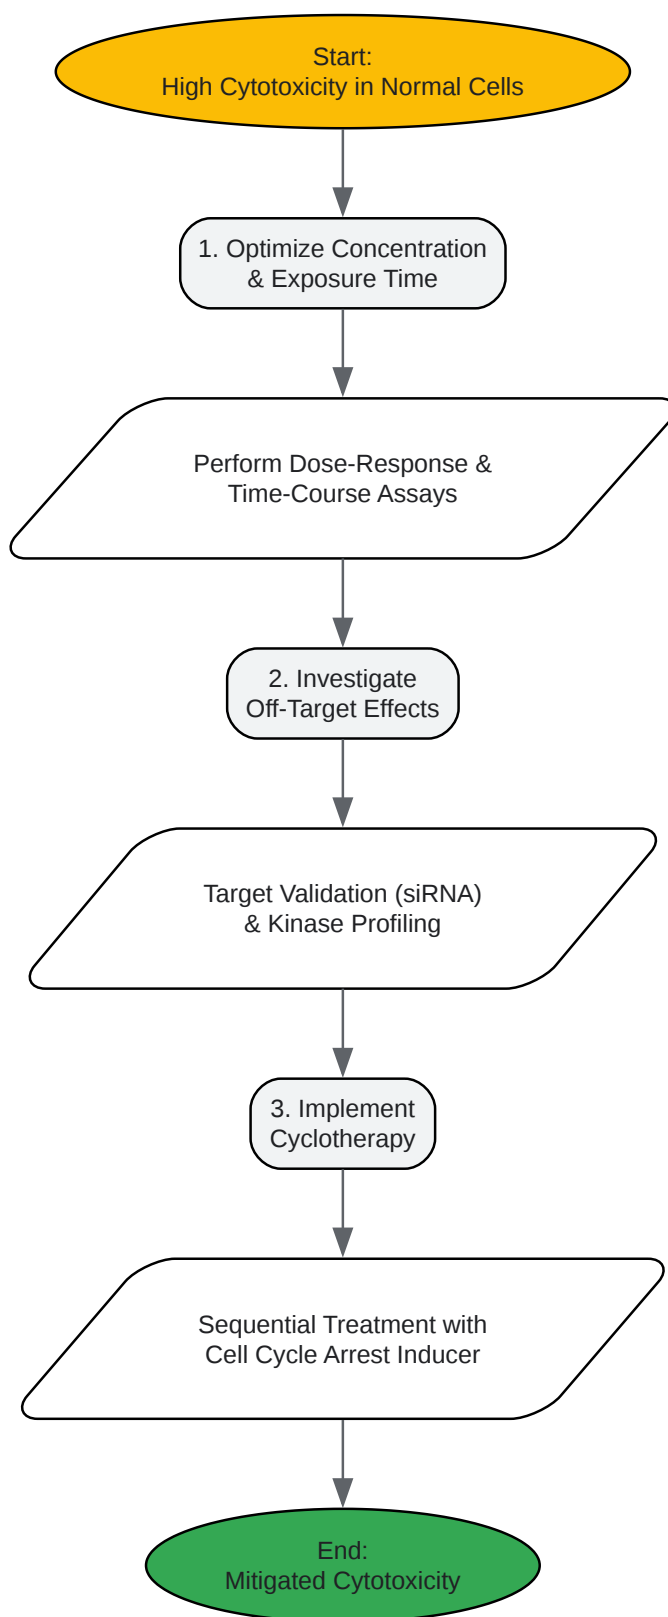 Start:
High Cytotoxicity in Normal Cells
1. Optimize Concentration
& Exposure Time
Perform Dose-Response &
Time-Course Assays
2. Investigate
Off-Target Effects
Target Validation (siRNA)
& Kinase Profiling
3. Implement
Cyclotherapy
Sequential Treatment with
Cell Cycle Arrest Inducer
End:
Mitigated Cytotoxicity